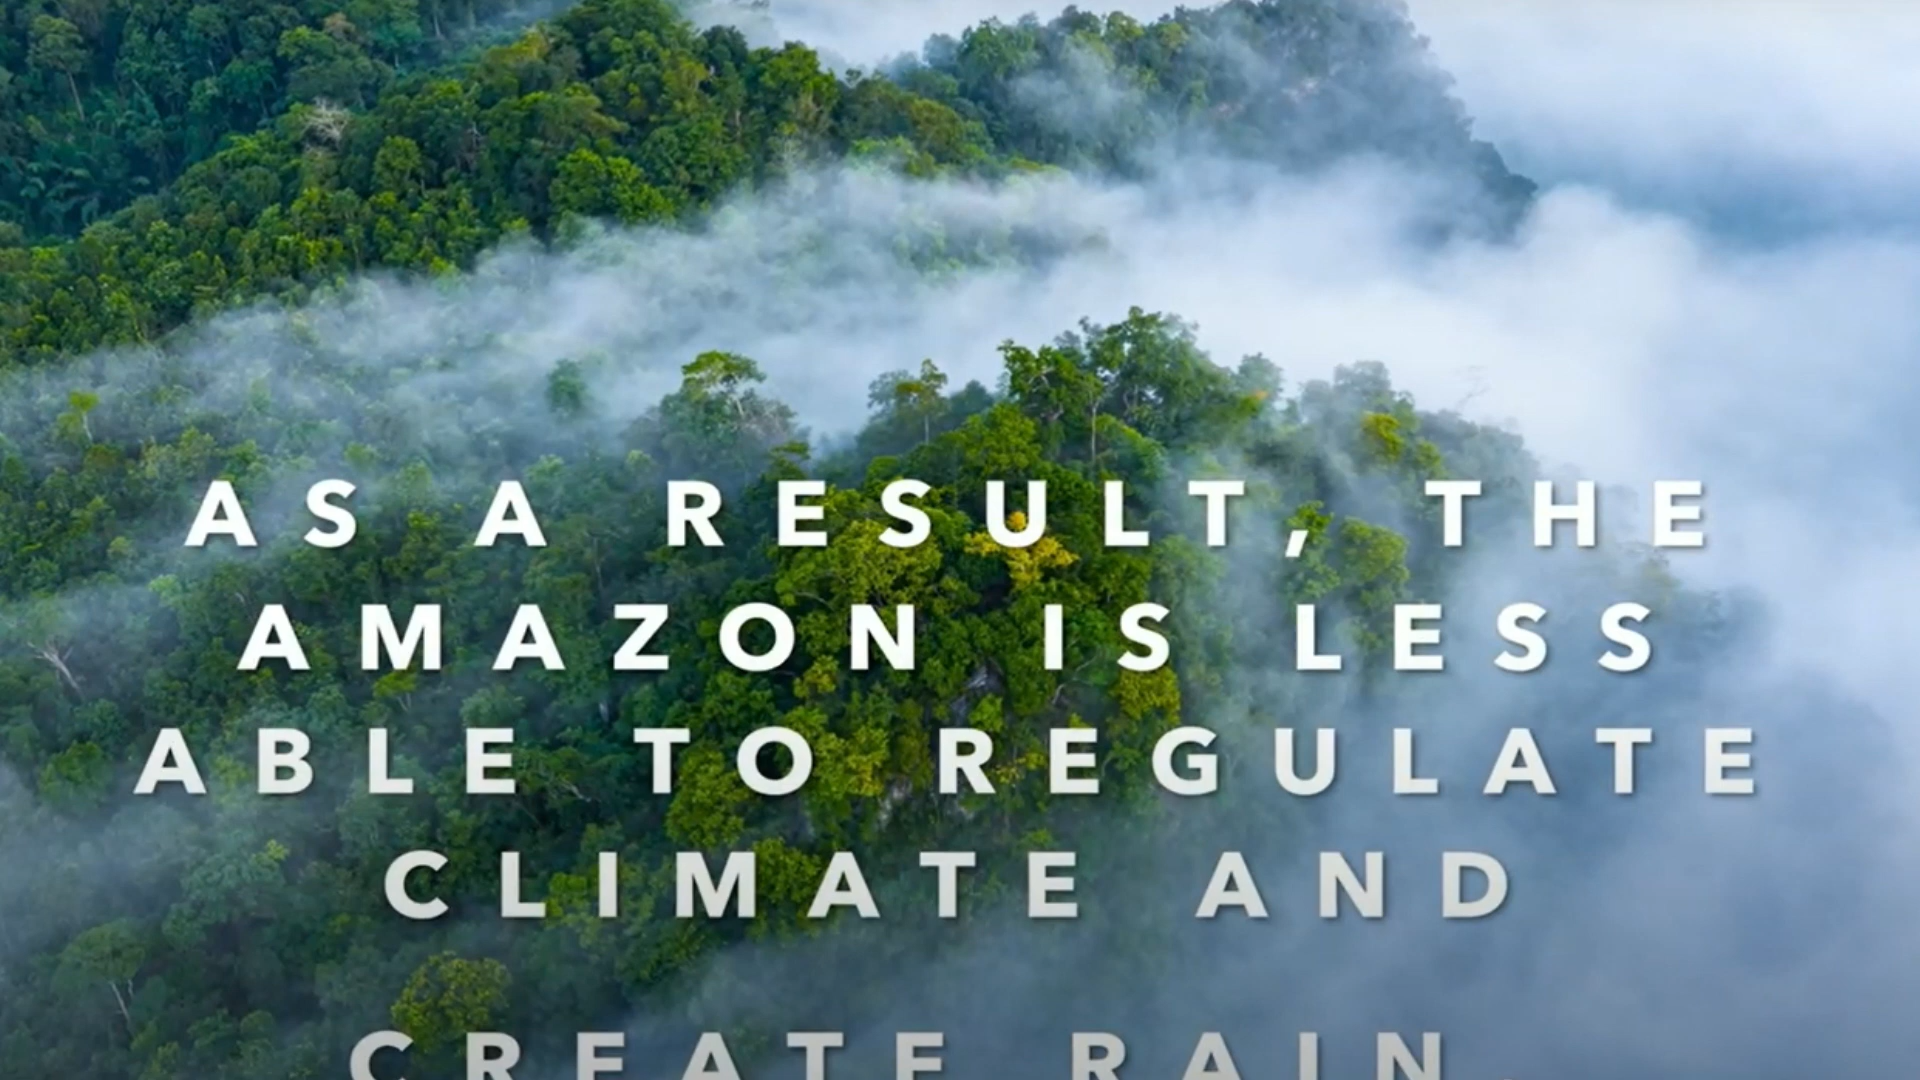 AS A RESULT, THE
AMAZON IS LESS
ABLE TO REGULATE
CLIMATE AND
CREATE RAIN